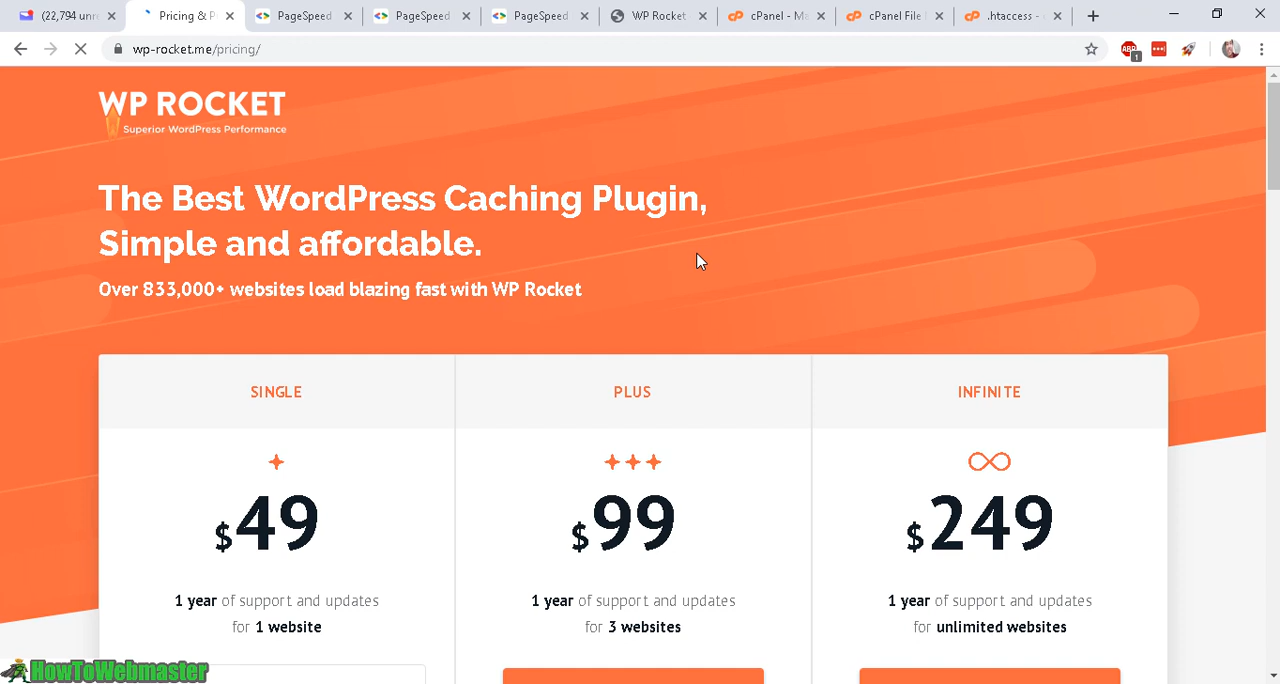 (22,794 unr
Pricing & P
PageSpeed
PageSpeed
PageSpeed
WP Rocket
cPanel - Ma
cPanel File
.htaccess -
wp-rocket.me/pricing/
ABP
1
WP ROCKET
Superior WordPress Performance
The Best WordPress Caching Plugin,
Simple and affordable.
Over 833,000+ websites load blazing fast with WP Rocket
SINGLE
PLUS
INFINITE
$49
$99
$249
1 year of support and updates
for 1 website
1 year of support and updates
for 3 websites
1 year of support and updates
for unlimited websites
HowToWebmaster